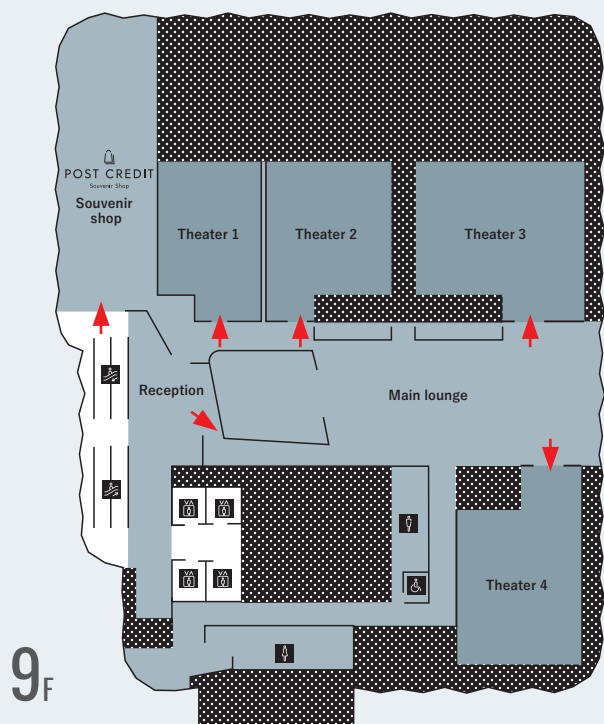 POST CREDIT
Souvenir Shop
Souvenir
shop
Theater 1
Theater 2
Theater 3
Reception
Main lounge
Theater 4
9F